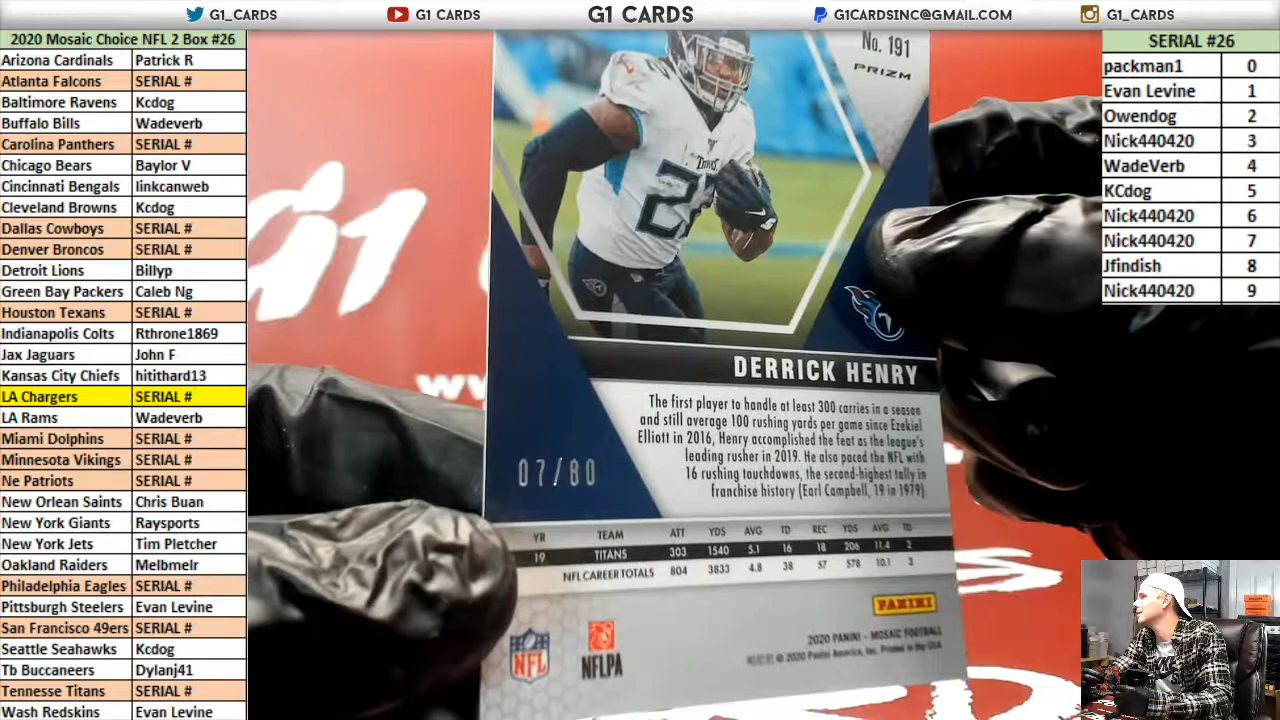 G1_CARDS
G1 CARDS
G1 CARDS
G1CARDSINC@GMAIL.COM
G1_CARDS
2020 Mosaic Choice NFL 2 Box #26
Arizona Cardinals Patrick R
Atlanta Falcons SERIAL #
Baltimore Ravens Kcdog
Buffalo Bills Wadeverb
Carolina Panthers SERIAL #
Chicago Bears Baylor V
Cincinnati Bengals linkcanweb
Cleveland Browns Kcdog
Dallas Cowboys SERIAL #
Denver Broncos SERIAL #
Detroit Lions Billyp
Green Bay Packers Caleb Ng
Houston Texans SERIAL #
Indianapolis Colts Rthrone1869
Jax Jaguars John F
Kansas City Chiefs hitithard13
LA Chargers SERIAL #
LA Rams Wadeverb
Miami Dolphins SERIAL #
Minnesota Vikings SERIAL #
Ne Patriots SERIAL #
New Orlean Saints Chris Buan
New York Giants Raysports
New York Jets Tim Pletcher
Oakland Raiders Melbmelr
Philadelphia Eagles SERIAL #
Pittsburgh Steelers Evan Levine
San Francisco 49ers SERIAL #
Seattle Seahawks Kcdog
Tb Buccaneers Dylanj41
Tennesse Titans SERIAL #
Wash Redskins Evan Levine
G1
ww
No. 191
PRIZM
TITANS
22
DERRICK HENRY
The first player to handle at least 300 carries in a season
and still average 100 rushing yards per game since Ezekiel
Elliott in 2016, Henry accomplished the feat as the league's
leading rusher in 2019. He also paced the NFL with
16 rushing touchdowns, the second-highest tally in
franchise history (Earl Campbell, 19 in 1979).
07/80
YR TEAM ATT YDS AVG TD REC YDS AVG TD
19 TITANS 303 1540 5.1 16 18 206 11.4 2
NFL CAREER TOTALS 804 3833 4.8 38 57 578 10.1 3
PANINI
NFL
NFLPA
2020 PANINI – MOSAIC FOOTBALL
© 2020 Panini America, Inc. Printed in the USA
SERIAL #26
packman1 0
Evan Levine 1
Owendog 2
Nick440420 3
WadeVerb 4
KCdog 5
Nick440420 6
Nick440420 7
Jfindish 8
Nick440420 9